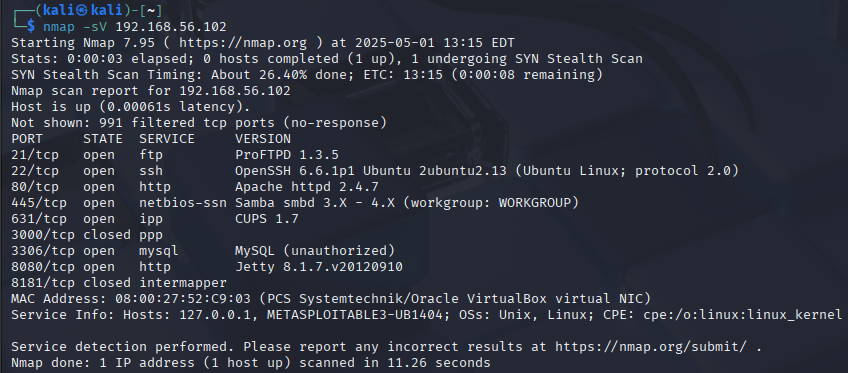 ┌──(kali㉿kali)-[~]
└─$ nmap -sV 192.168.56.102
Starting Nmap 7.95 ( https://nmap.org ) at 2025-05-01 13:15 EDT
Stats: 0:00:03 elapsed; 0 hosts completed (1 up), 1 undergoing SYN Stealth Scan
SYN Stealth Scan Timing: About 26.40% done; ETC: 13:15 (0:00:08 remaining)
Nmap scan report for 192.168.56.102
Host is up (0.00061s latency).
Not shown: 991 filtered tcp ports (no-response)
PORT     STATE  SERVICE     VERSION
21/tcp   open   ftp         ProFTPD 1.3.5
22/tcp   open   ssh         OpenSSH 6.6.1p1 Ubuntu 2ubuntu2.13 (Ubuntu Linux; protocol 2.0)
80/tcp   open   http        Apache httpd 2.4.7
445/tcp  open   netbios-ssn Samba smbd 3.X - 4.X (workgroup: WORKGROUP)
631/tcp  open   ipp         CUPS 1.7
3000/tcp closed ppp
3306/tcp open   mysql       MySQL (unauthorized)
8080/tcp open   http        Jetty 8.1.7.v20120910
8181/tcp closed intermapper
MAC Address: 08:00:27:52:C9:03 (PCS Systemtechnik/Oracle VirtualBox virtual NIC)
Service Info: Hosts: 127.0.0.1, METASPLOITABLE3-UB1404; OSs: Unix, Linux; CPE: cpe:/o:linux:linux_kernel

Service detection performed. Please report any incorrect results at https://nmap.org/submit/ .
Nmap done: 1 IP address (1 host up) scanned in 11.26 seconds